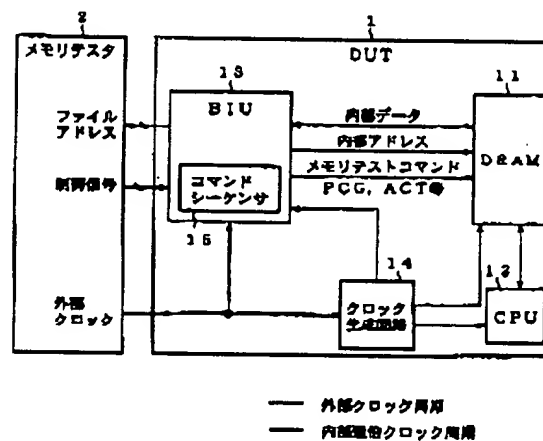 2
メモリテスタ
ファイル
アドレス
制御信号
外部
クロック
1
DUT
13
BIU
コマンド
シーケンサ
15
内部データ
内部アドレス
メモリテストコマンド
PCG, ACT等
11
DRAM
14
クロック
生成回路
12
CPU
外部クロック同期
内部逓倍クロック同期